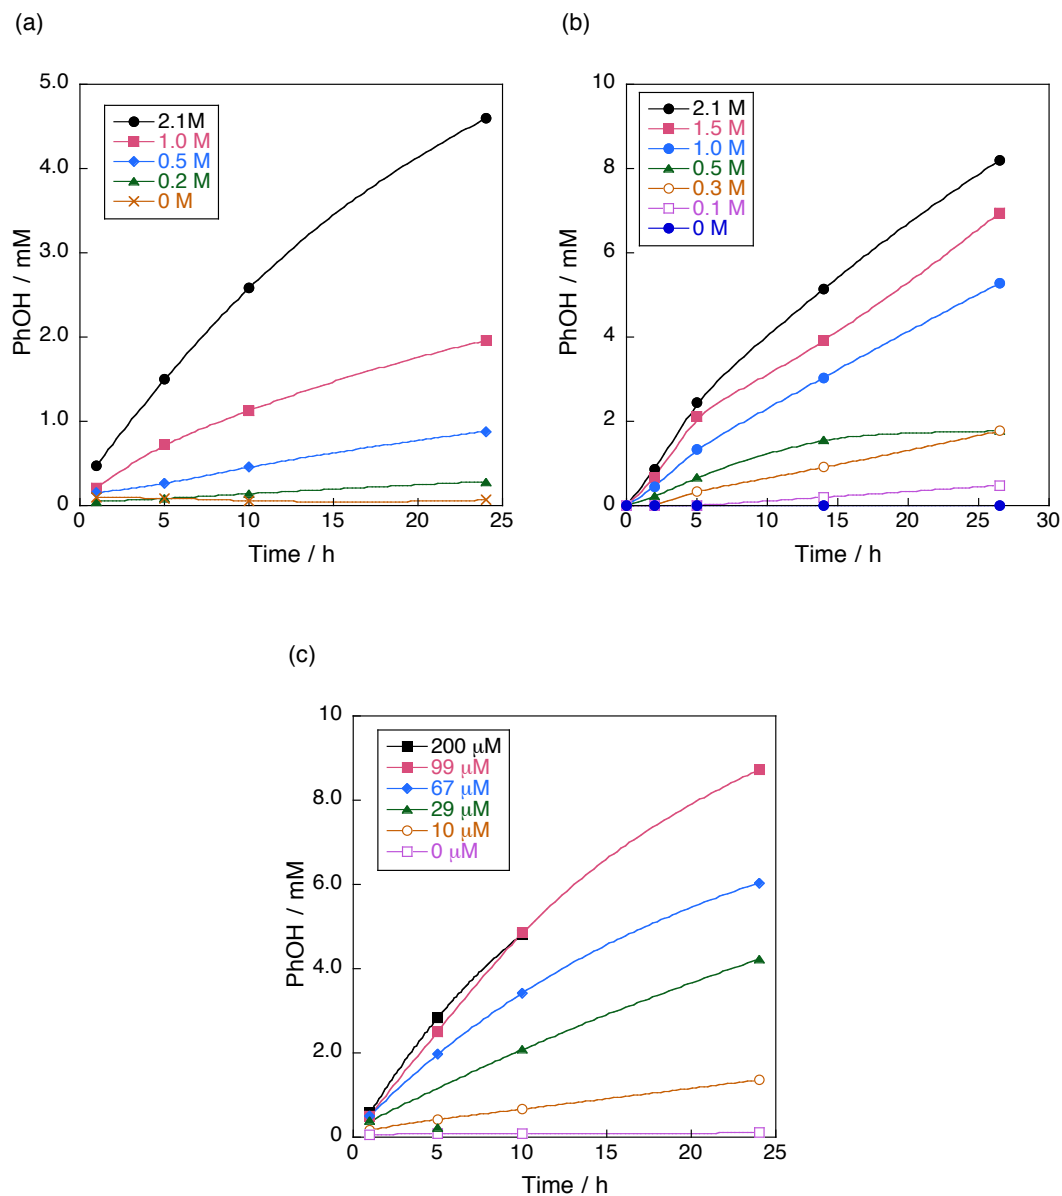 (a)
5.0
4.0
3.0
2.0
1.0
0
PhOH / mM
2.1M
1.0 M
0.5 M
0.2 M
0 M
0 5 10 15 20 25
Time / h
(b)
10
8
6
4
2
0
PhOH / mM
2.1 M
1.5 M
1.0 M
0.5 M
0.3 M
0.1 M
0 M
0 5 10 15 20 25 30
Time / h
(c)
10
8.0
6.0
4.0
2.0
0
PhOH / mM
200 μM
99 μM
67 μM
29 μM
10 μM
0 μM
0 5 10 15 20 25
Time / h